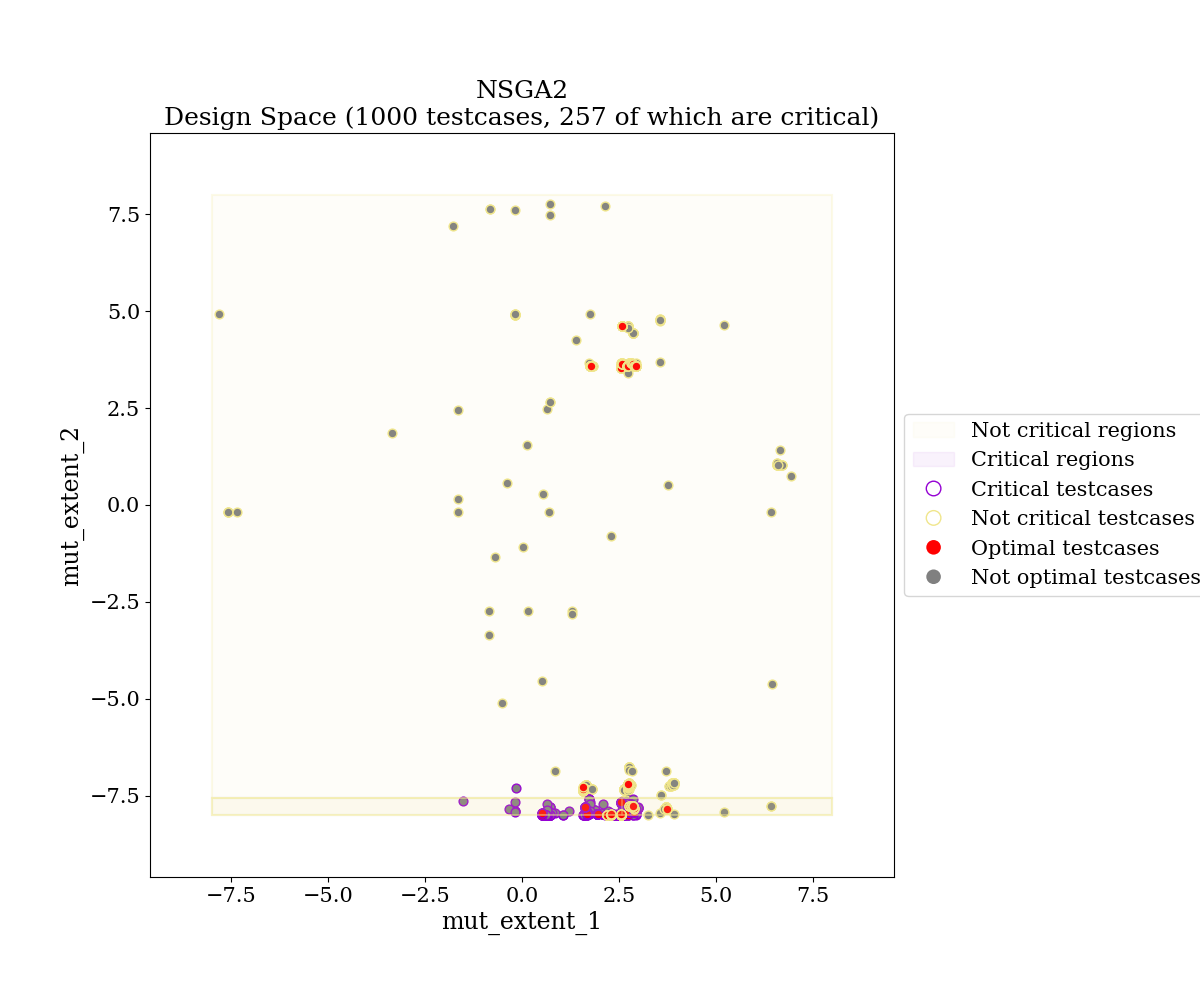 NSGA2
Design Space (1000 testcases, 257 of which are critical)
7.5
5.0
2.5
0.0
−2.5
−5.0
−7.5
mut_extent_2
−7.5 −5.0 −2.5 0.0 2.5 5.0 7.5
mut_extent_1
Not critical regions
Critical regions
Critical testcases
Not critical testcases
Optimal testcases
Not optimal testcases